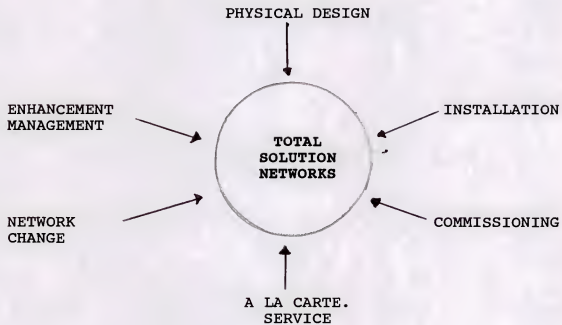 PHYSICAL DESIGN
ENHANCEMENT
MANAGEMENT
INSTALLATION
TOTAL
SOLUTION
NETWORKS
NETWORK
CHANGE
COMMISSIONING
A LA CARTE.
SERVICE